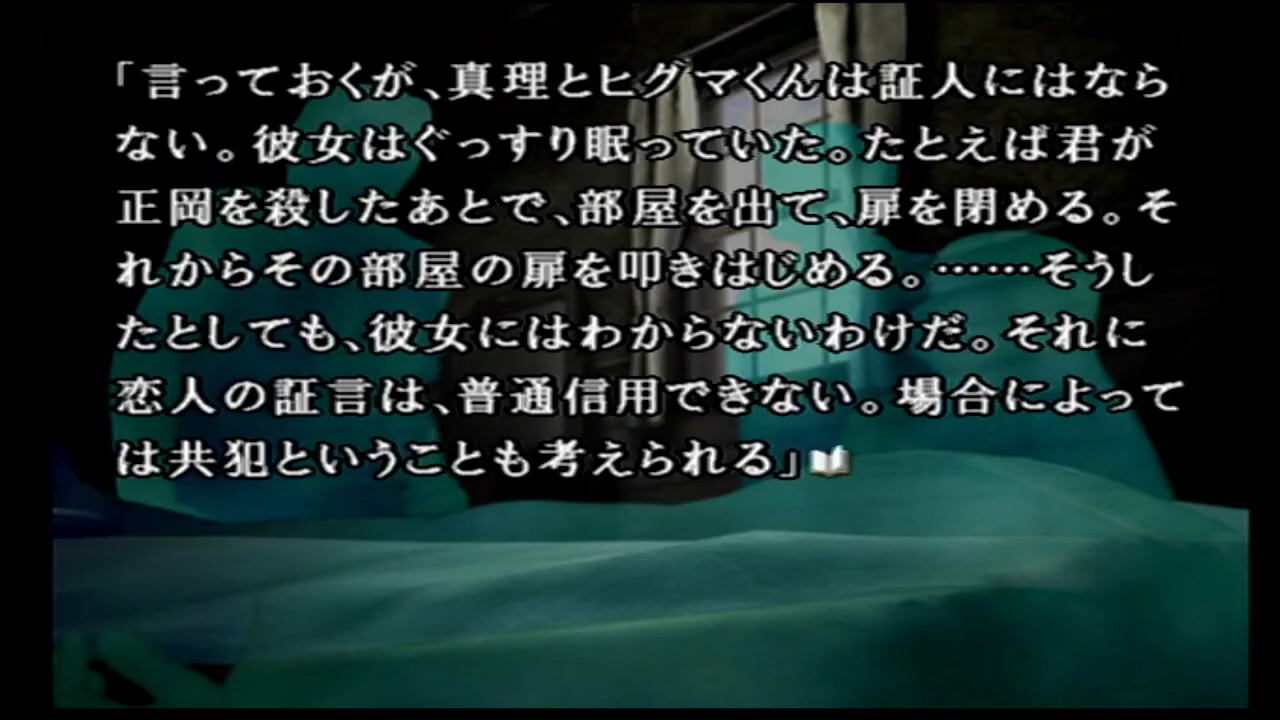 「言っておくが、真理とヒグマくんは証人にはなら
ない。彼女はぐっすり眠っていた。たとえば君が
正岡を殺したあとで、部屋を出て、扉を閉める。そ
れからその部屋の扉を叩きはじめる。……そうし
たとしても、彼女にはわからないわけだ。それに
恋人の証言は、普通信用できない。場合によって
は共犯ということも考えられる」